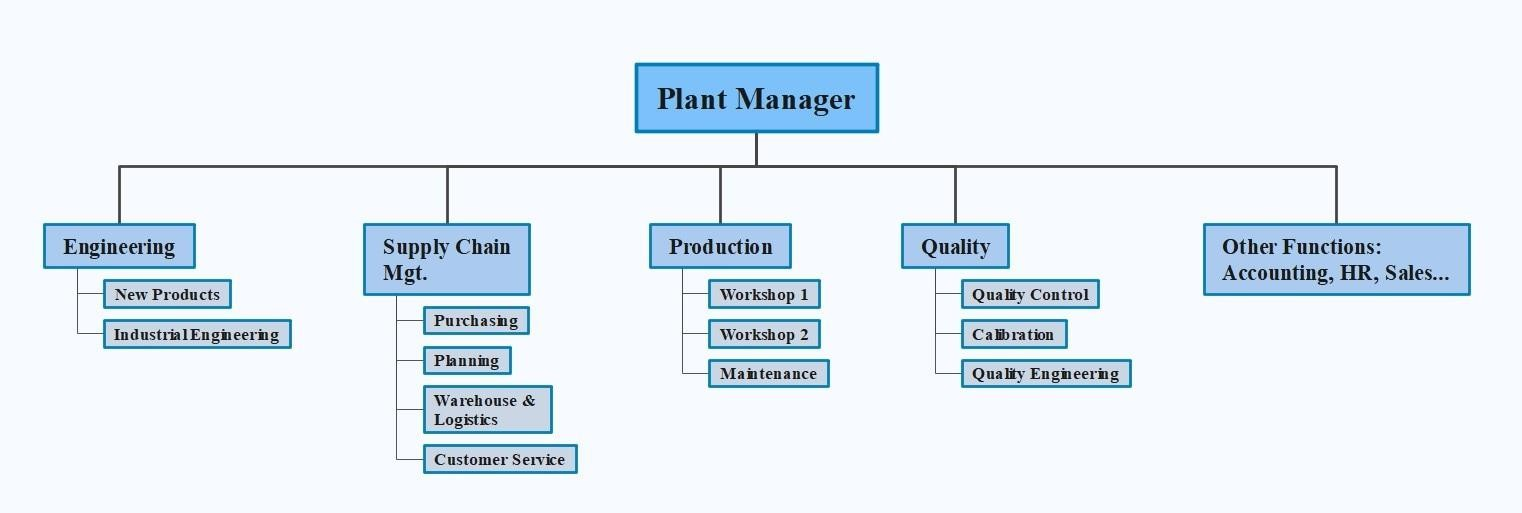 Plant Manager
Engineering
New Products
Industrial Engineering
Supply Chain
Mgt.
Purchasing
Planning
Warehouse &
Logistics
Customer Service
Production
Workshop 1
Workshop 2
Maintenance
Quality
Quality Control
Calibration
Quality Engineering
Other Functions:
Accounting, HR, Sales...